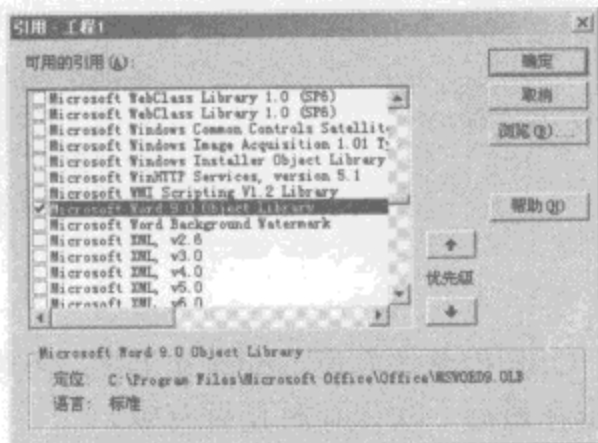 引用 - 工程1
可用的引用(A):
Microsoft WebClass Library 1.0 (SP6)
Microsoft WebClass Library 1.0 (SP6)
Microsoft Windows Common Controls Satellit
Microsoft Windows Image Acquisition 1.01 T
Microsoft Windows Installer Object Library
Microsoft WinHTTP Services, version 5.1
Microsoft WMI Scripting V1.2 Library
Microsoft Word 9.0 Object Library
Microsoft Word Background Watermark
Microsoft XML, v2.6
Microsoft XML, v3.0
Microsoft XML, v4.0
Microsoft XML, v5.0
Microsoft XML, v6.0
确定
取消
浏览(B)...
帮助(H)
优先级
Microsoft Word 9.0 Object Library
定位: C:\Program Files\Microsoft Office\Office\MSWORD9.OLB
语言: 标准